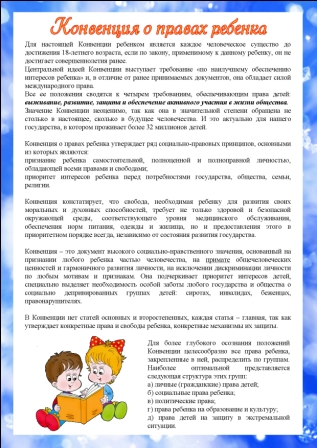 Конвенция о правах ребенка
Для настоящей Конвенции ребенком является каждое человеческое существо до
достижения 18-летнего возраста, если по закону, применимому к данному ребенку, он не
достигает совершеннолетия ранее.
Центральной идеей Конвенции выступает требование «по наилучшему обеспечению
интересов ребенка» и, в отличие от ранее принимаемых документов, она обладает силой
международного права.
Все ее положения сводятся к четырем требованиям, обеспечивающим права детей:
выживание, развитие, защита и обеспечение активного участия в жизни общества.
Значение Конвенции неоценимо, так как она в значительной степени обращена не
столько в настоящее, сколько в будущее человечества. И это актуально для нашего
государства, в котором проживает более 32 миллионов детей.
Конвенция о правах ребенка утверждает ряд социально-правовых принципов, основными
из которых являются:
признание ребенка самостоятельной, полноценной и полноправной личностью,
обладающей всеми правами и свободами;
приоритет интересов ребенка перед потребностями государства, общества, семьи,
религии.
Конвенция констатирует, что свобода, необходимая ребенку для развития своих
моральных и духовных способностей, требует не только здоровой и безопасной
окружающей среды, соответствующего уровня медицинского обслуживания,
обеспечения норм питания, одежды и жилища, но и предоставления этого в
приоритетном порядке всегда, независимо от состояния развития государства.
Конвенция – это документ высокого социально-нравственного значения, основанный на
признании любого ребенка частью человечества, на примате общечеловеческих
ценностей и гармоничного развития личности, на исключении дискриминации личности
по любым мотивам и признакам. Она подчеркивает приоритет интересов детей,
специально выделяет необходимость особой заботы любого государства и общества о
социально депривированных группах детей: сиротах, инвалидах, беженцах,
правонарушителях.
В Конвенции нет статей основных и второстепенных, каждая статья – главная, так как
утверждает конкретные права и свободы ребенка, конкретные механизмы их защиты.
Для более глубокого осознания положений
Конвенции целесообразно все права ребенка,
закрепленные в ней, распределить по группам.
Наиболее оптимальной представляется
следующая структура этих групп:
а) личные (гражданские) права детей;
б) социальные права ребенка;
в) политические права;
г) права ребенка на образование и культуру;
д) права детей на защиту в экстремальной
ситуации.